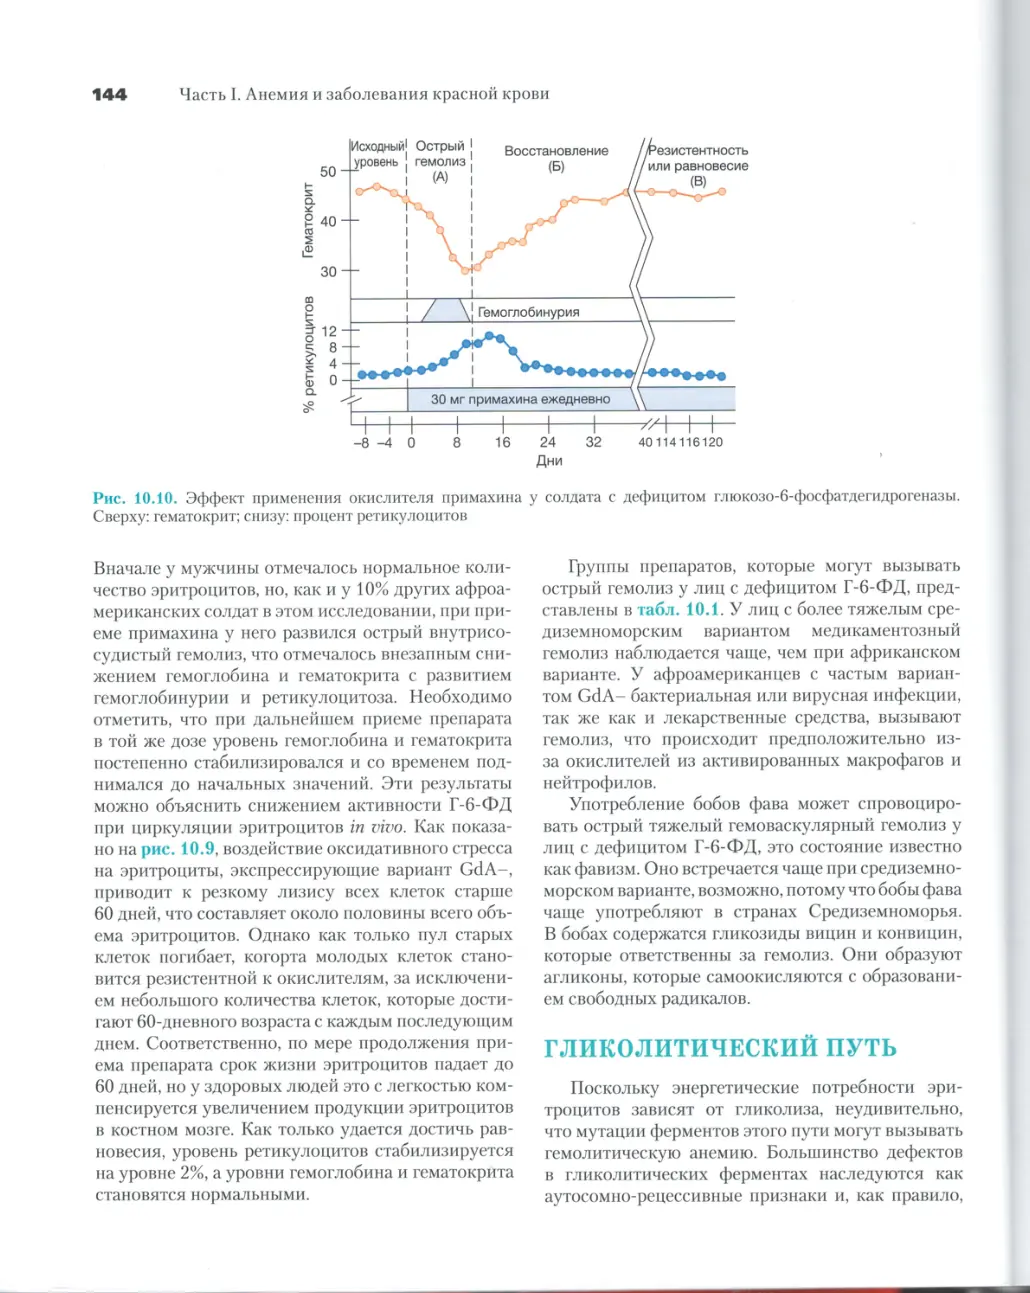 144 Часть I. Анемия и заболевания красной крови
Исходный уровень
Острый гемолиз (А)
Восстановление (Б)
Резистентность или равновесие (В)
Гематокрит
50
40
30
Гемоглобинурия
% ретикулоцитов
12
8
4
0
30 мг примахина ежедневно
–8 –4 0 8 16 24 32 40 114 116 120
Дни
Рис. 10.10. Эффект применения окислителя примахина у солдата с дефицитом глюкозо-6-фосфатдегидрогеназы.
Сверху: гематокрит; снизу: процент ретикулоцитов
Вначале у мужчины отмечалось нормальное коли-
чество эритроцитов, но, как и у 10% других афроа-
мериканских солдат в этом исследовании, при при-
еме примахина у него развился острый внутрисо-
судистый гемолиз, что отмечалось внезапным сни-
жением гемоглобина и гематокрита с развитием
гемоглобинурии и ретикулоцитоза. Необходимо
отметить, что при дальнейшем приеме препарата
в той же дозе уровень гемоглобина и гематокрита
постепенно стабилизировался и со временем под-
нимался до начальных значений. Эти результаты
можно объяснить снижением активности Г-6-ФД
при циркуляции эритроцитов in vivo. Как показа-
но на рис. 10.9, воздействие оксидативного стресса
на эритроциты, экспрессирующие вариант GdA–,
приводит к резкому лизису всех клеток старше
60 дней, что составляет около половины всего объ-
ема эритроцитов. Однако как только пул старых
клеток погибает, когорта молодых клеток стано-
вится резистентной к окислителям, за исключени-
ем небольшого количества клеток, которые дости-
гают 60-дневного возраста с каждым последующим
днем. Соответственно, по мере продолжения при-
ема препарата срок жизни эритроцитов падает до
60 дней, но у здоровых людей это с легкостью ком-
пенсируется увеличением продукции эритроцитов
в костном мозге. Как только удается достичь рав-
новесия, уровень ретикулоцитов стабилизируется
на уровне 2%, а уровни гемоглобина и гематокрита
становятся нормальными.
Группы препаратов, которые могут вызывать
острый гемолиз у лиц с дефицитом Г-6-ФД, пред-
ставлены в табл. 10.1. У лиц с более тяжелым сре-
диземноморским вариантом медикаментозный
гемолиз наблюдается чаще, чем при африканском
варианте. У афроамериканцев с частым вариан-
том GdA– бактериальная или вирусная инфекции,
так же как и лекарственные средства, вызывают
гемолиз, что происходит предположительно из-
за окислителей из активированных макрофагов и
нейтрофилов.
Употребление бобов фава может спровоциро-
вать острый тяжелый гемоваскулярный гемолиз у
лиц с дефицитом Г-6-ФД, это состояние известно
как фавизм. Оно встречается чаще при средиземно-
морском варианте, возможно, потому что бобы фава
чаще употребляют в странах Средиземноморья.
В бобах содержатся гликозиды вицин и конвицин,
которые ответственны за гемолиз. Они образуют
агликоны, которые самоокисляются с образовани-
ем свободных радикалов.
ГЛИКОЛИТИЧЕСКИЙ ПУТЬ
Поскольку энергетические потребности эри-
троцитов зависят от гликолиза, неудивительно,
что мутации ферментов этого пути могут вызывать
гемолитическую анемию. Большинство дефектов
в гликолитических ферментах наследуются как
аутосомно-рецессивные признаки и, как правило,